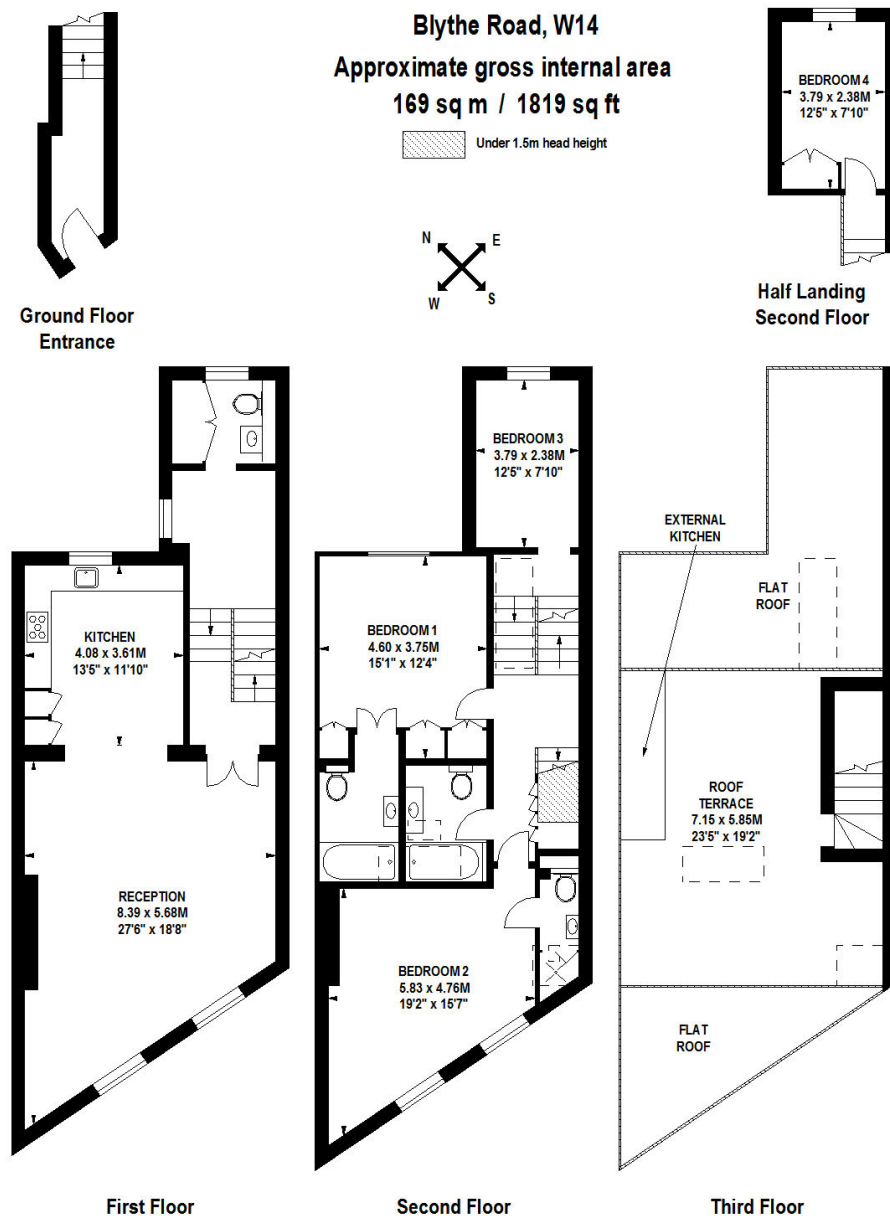 Blythe Road, W14
Approximate gross internal area
169 sq m / 1819 sq ft
Under 1.5m head height
N
E
W
S
Ground Floor
Entrance
BEDROOM 4
3.79 x 2.38M
12'5" x 7'10"
Half Landing
Second Floor
KITCHEN
4.08 x 3.61M
13'5" x 11'10"
RECEPTION
8.39 x 5.68M
27'6" x 18'8"
First Floor
BEDROOM 3
3.79 x 2.38M
12'5" x 7'10"
BEDROOM 1
4.60 x 3.75M
15'1" x 12'4"
BEDROOM 2
5.83 x 4.76M
19'2" x 15'7"
Second Floor
EXTERNAL
KITCHEN
FLAT
ROOF
ROOF
TERRACE
7.15 x 5.85M
23'5" x 19'2"
FLAT
ROOF
Third Floor